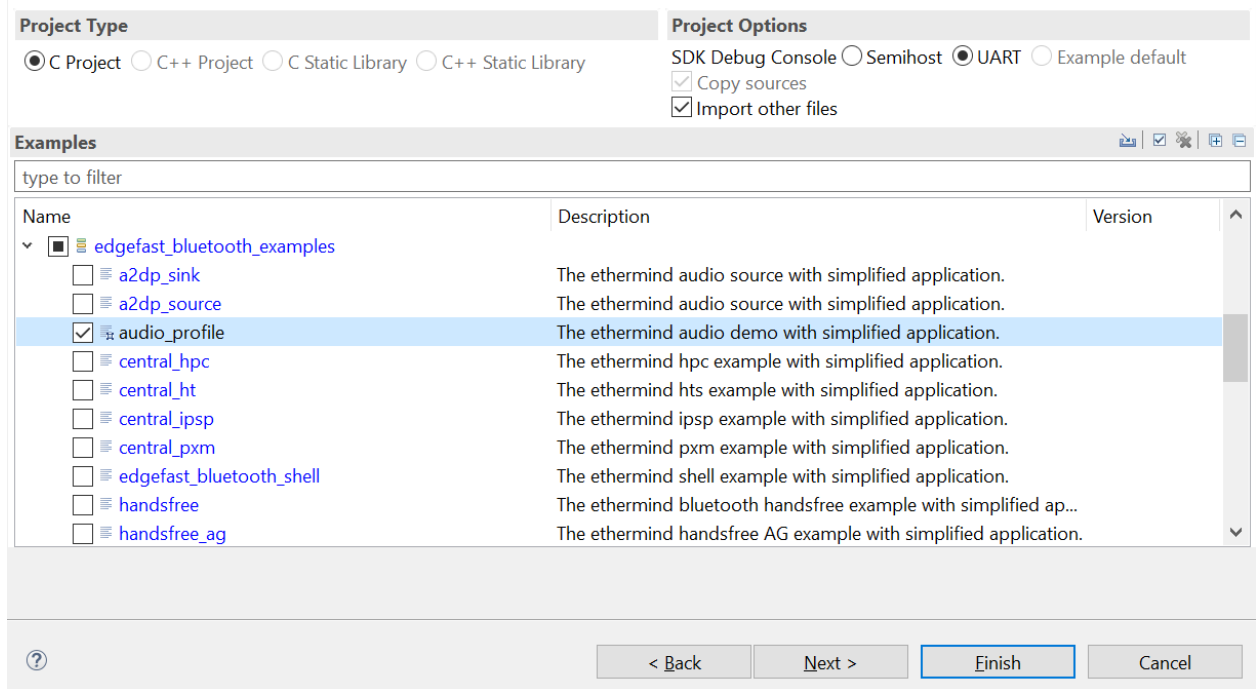 Project Type
Project Options
C Project C++ Project C Static Library C++ Static Library
SDK Debug Console Semihost UART Example default
Copy sources
Import other files
Examples
type to filter
Name Description Version
edgefast_bluetooth_examples
a2dp_sink The ethermind audio source with simplified application.
a2dp_source The ethermind audio source with simplified application.
audio_profile The ethermind audio demo with simplified application.
central_hpc The ethermind hpc example with simplified application.
central_ht The ethermind hts example with simplified application.
central_ipsp The ethermind ipsp example with simplified application.
central_pxm The ethermind pxm example with simplified application.
edgefast_bluetooth_shell The ethermind shell example with simplified application.
handsfree The ethermind bluetooth handsfree example with simplified ap...
handsfree_ag The ethermind handsfree AG example with simplified application.
? < Back Next > Finish Cancel